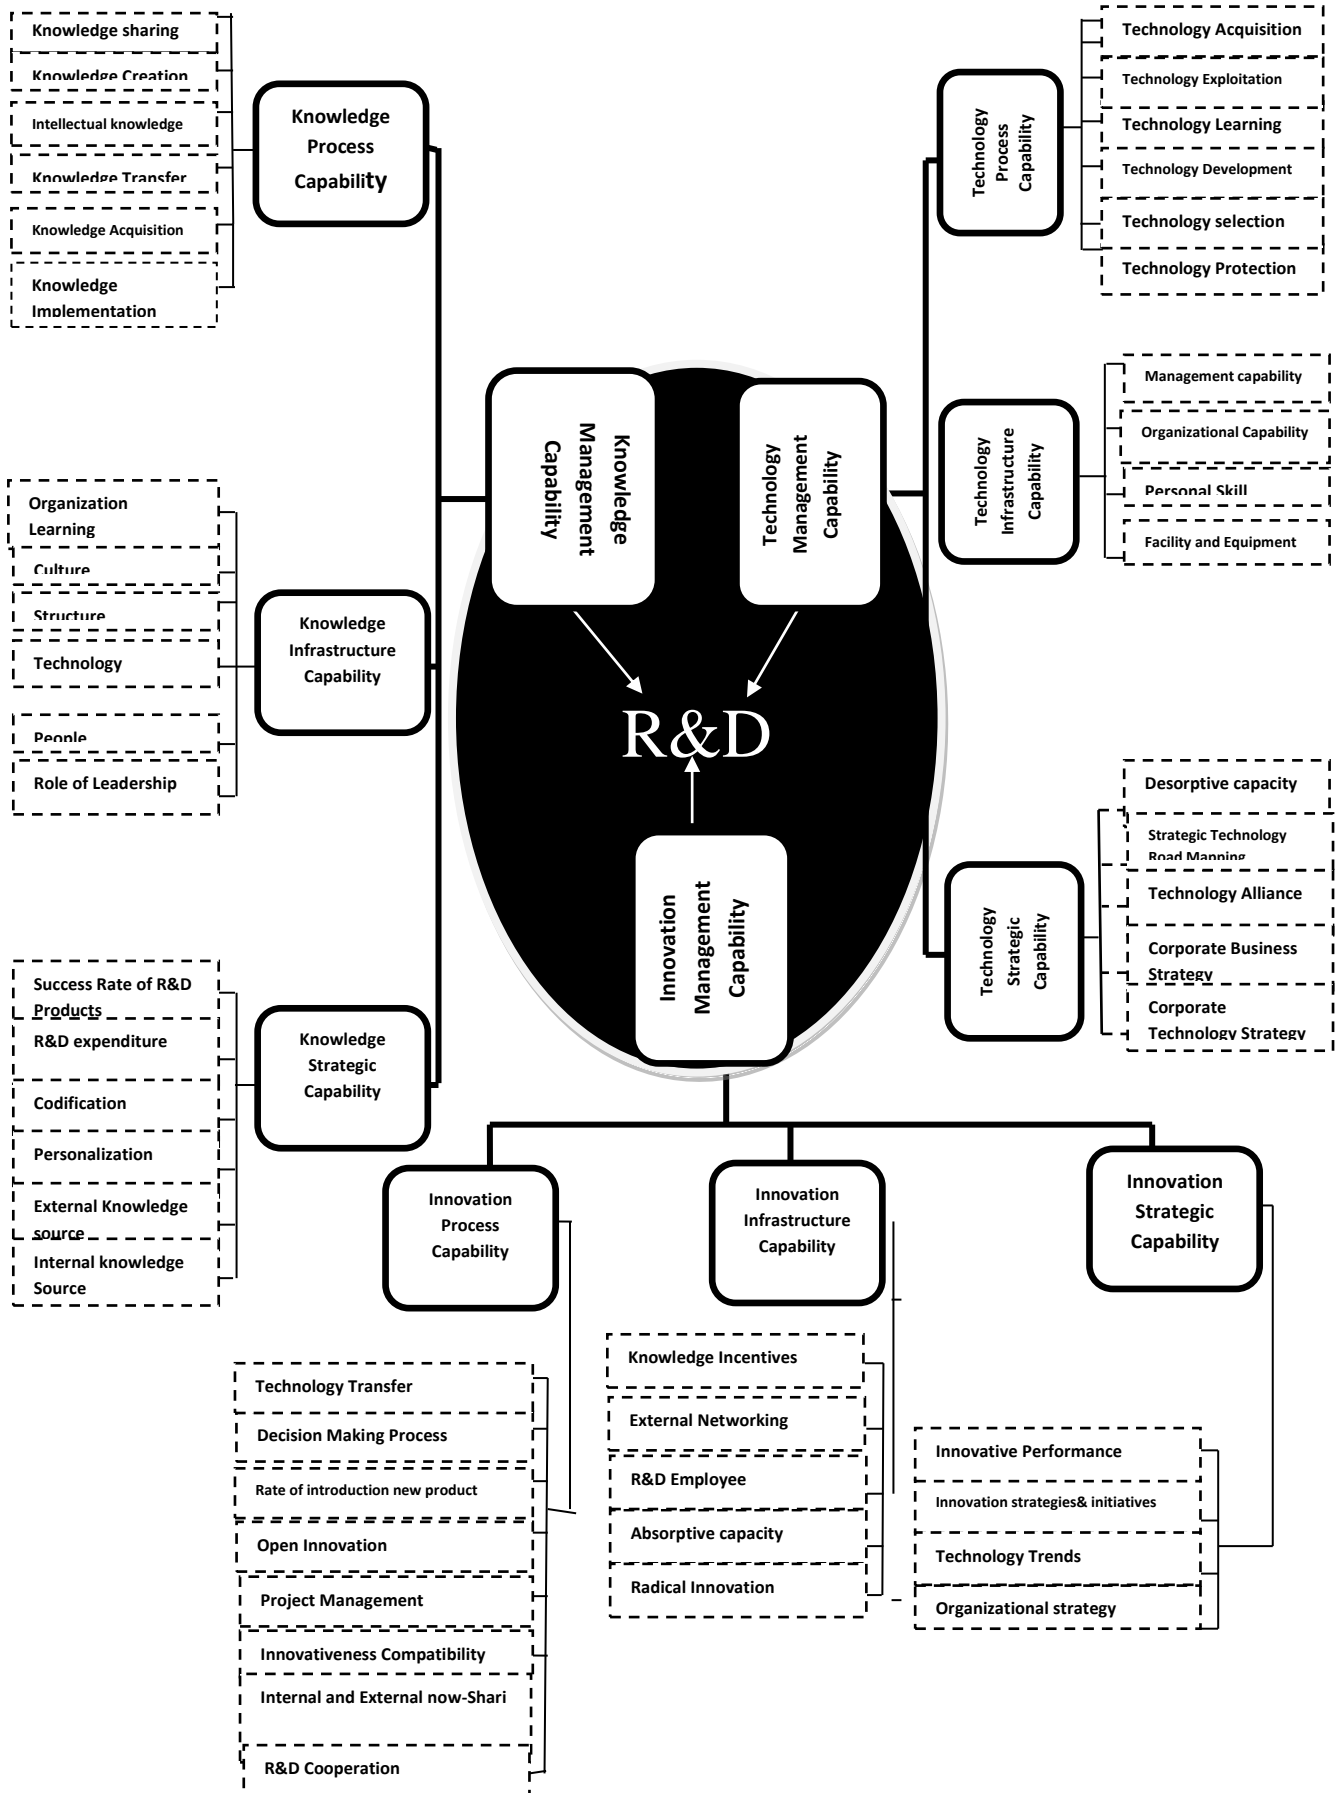 Knowledge sharing
Knowledge Creation
Intellectual knowledge
Knowledge Transfer
Knowledge Acquisition
Knowledge
Implementation
Knowledge
Process
Capability
Technology
Process
Capability
Technology Acquisition
Technology Exploitation
Technology Learning
Technology Development
Technology selection
Technology Protection
Knowledge
Management
Capability
Technology
Management
Capability
Technology
Infrastructure
Capability
Management capability
Organizational Capability
Personal Skill
Facility and Equipment
Organization
Learning
Culture
Structure
Technology
People
Role of Leadership
Knowledge
Infrastructure
Capability
R&D
Innovation
Management
Capability
Technology
Strategic
Capability
Desorptive capacity
Strategic Technology
Road Mapping
Technology Alliance
Corporate Business
Strategy
Corporate
Technology Strategy
Success Rate of R&D
Products
R&D expenditure
Codification
Personalization
External Knowledge
source
Internal knowledge
Source
Knowledge
Strategic
Capability
Innovation
Process
Capability
Innovation
Infrastructure
Capability
Innovation
Strategic
Capability
Technology Transfer
Decision Making Process
Rate of introduction new product
Open Innovation
Project Management
Innovativeness Compatibility
Internal and External now-Shari
R&D Cooperation
Knowledge Incentives
External Networking
R&D Employee
Absorptive capacity
Radical Innovation
Innovative Performance
Innovation strategies& initiatives
Technology Trends
Organizational strategy